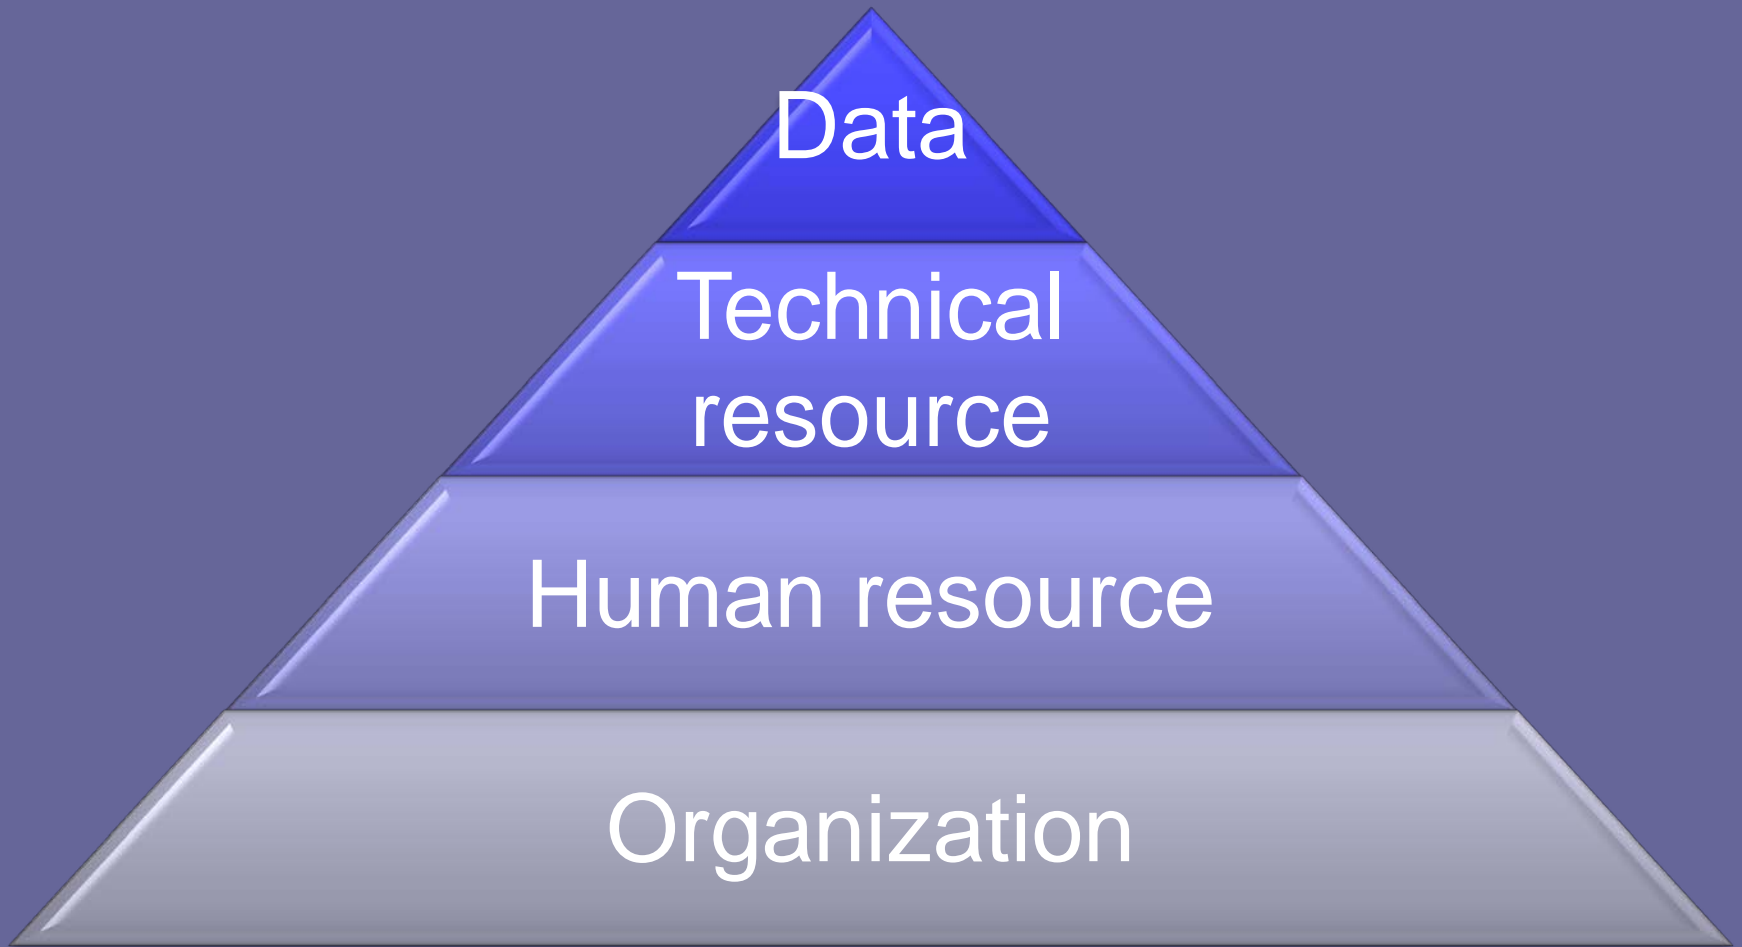 Data
Technical
resource
Human resource
Organization